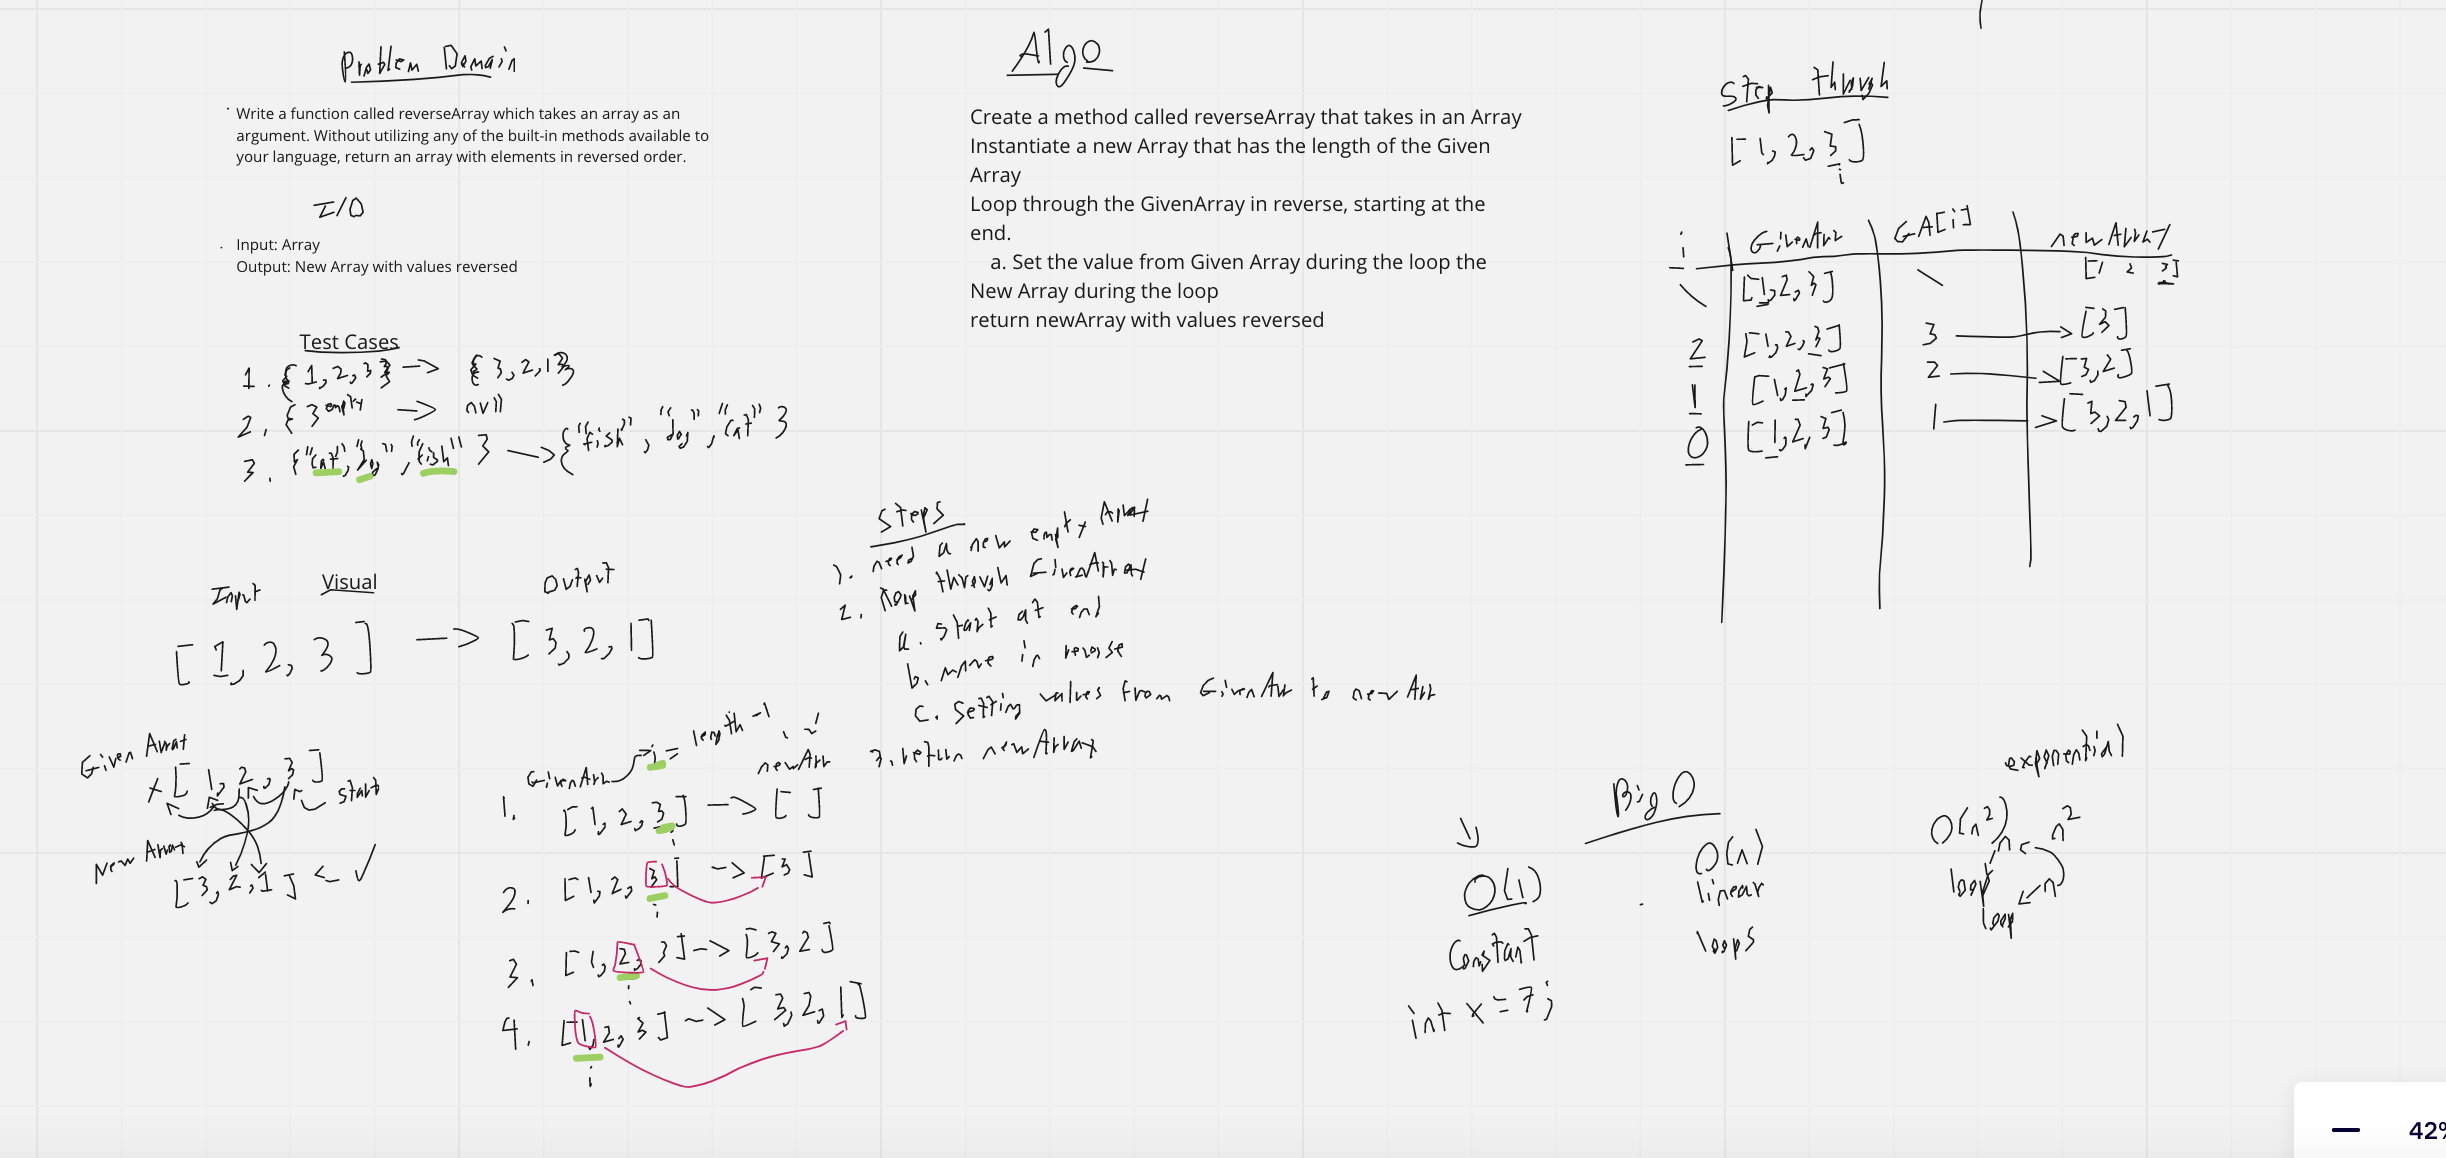 Problem Domain
Write a function called reverseArray which takes an array as an
argument. Without utilizing any of the built-in methods available to
your language, return an array with elements in reversed order.
I/O
Input: Array
Output: New Array with values reversed
Test Cases
1. { 1, 2, 3 } -> { 3, 2, 1 }
2. { } empty -> null
3. { "cat", "dog", "fish" } -> { "fish", "dog", "cat" }
Input Visual Output
[ 1, 2, 3 ] -> [ 3, 2, 1 ]
Given Array
x [ 1, 2, 3 ]
start
New Array
[ 3, 2, 1 ] <- ✓
GivenArr i = length -1
newArr
1. [ 1, 2, 3 ] -> [ ]
i
2. [ 1, 2, 3 ] -> [ 3 ]
i
3. [ 1, 2, 3 ] -> [ 3, 2 ]
i
4. [ 1, 2, 3 ] -> [ 3, 2, 1 ]
i
Algo
Create a method called reverseArray that takes in an Array
Instantiate a new Array that has the length of the Given
Array
Loop through the GivenArray in reverse, starting at the
end.
a. Set the value from Given Array during the loop the
New Array during the loop
return newArray with values reversed
Steps
1. need a new empty Array
2. loop through GivenArray
a. start at end
b. move in reverse
c. setting values from GivenArr to newArr
3. return newArray
Step through
[ 1, 2, 3 ]
i
i GivenArr GA[i] newArray
\ [1, 2, 3] \ [1 2 3]
2 [1, 2, 3] 3 -> [3]
1 [1, 2, 3] 2 -> [3, 2]
0 [1, 2, 3] 1 -> [3, 2, 1]
Big O
O(1)
Constant
int x = 7;
O(n)
linear
loops
exponential
O(n²)
n n²
loop n
loop
42%